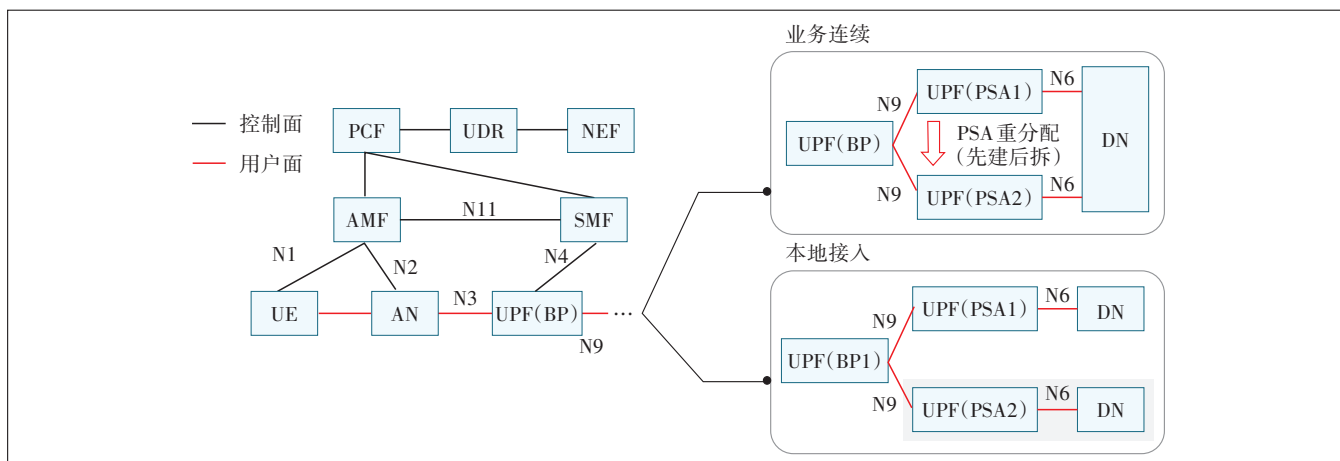 业务连续
控制面
用户面
PCF
UDR
NEF
AMF
N11
SMF
N1
N2
N4
UE
AN
N3
UPF(BP)
N9
…
UPF(BP)
N9
N9
UPF(PSA1)
N6
PSA重分配
(先建后拆)
UPF(PSA2)
N6
DN
本地接入
UPF(BP1)
N9
N9
UPF(PSA1)
N6
DN
UPF(PSA2)
N6
DN